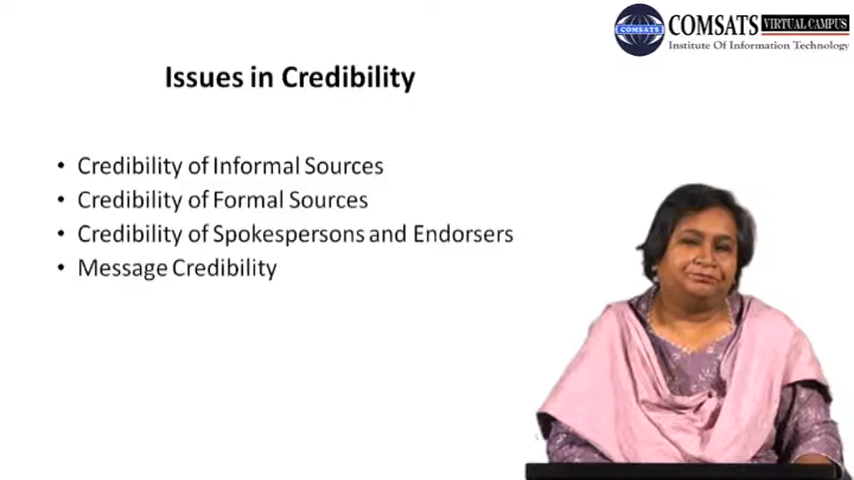 COMSATS VIRTUAL CAMPUS
Institute Of Information Technology
COMSATS
Issues in Credibility
• Credibility of Informal Sources
• Credibility of Formal Sources
• Credibility of Spokespersons and Endorsers
• Message Credibility